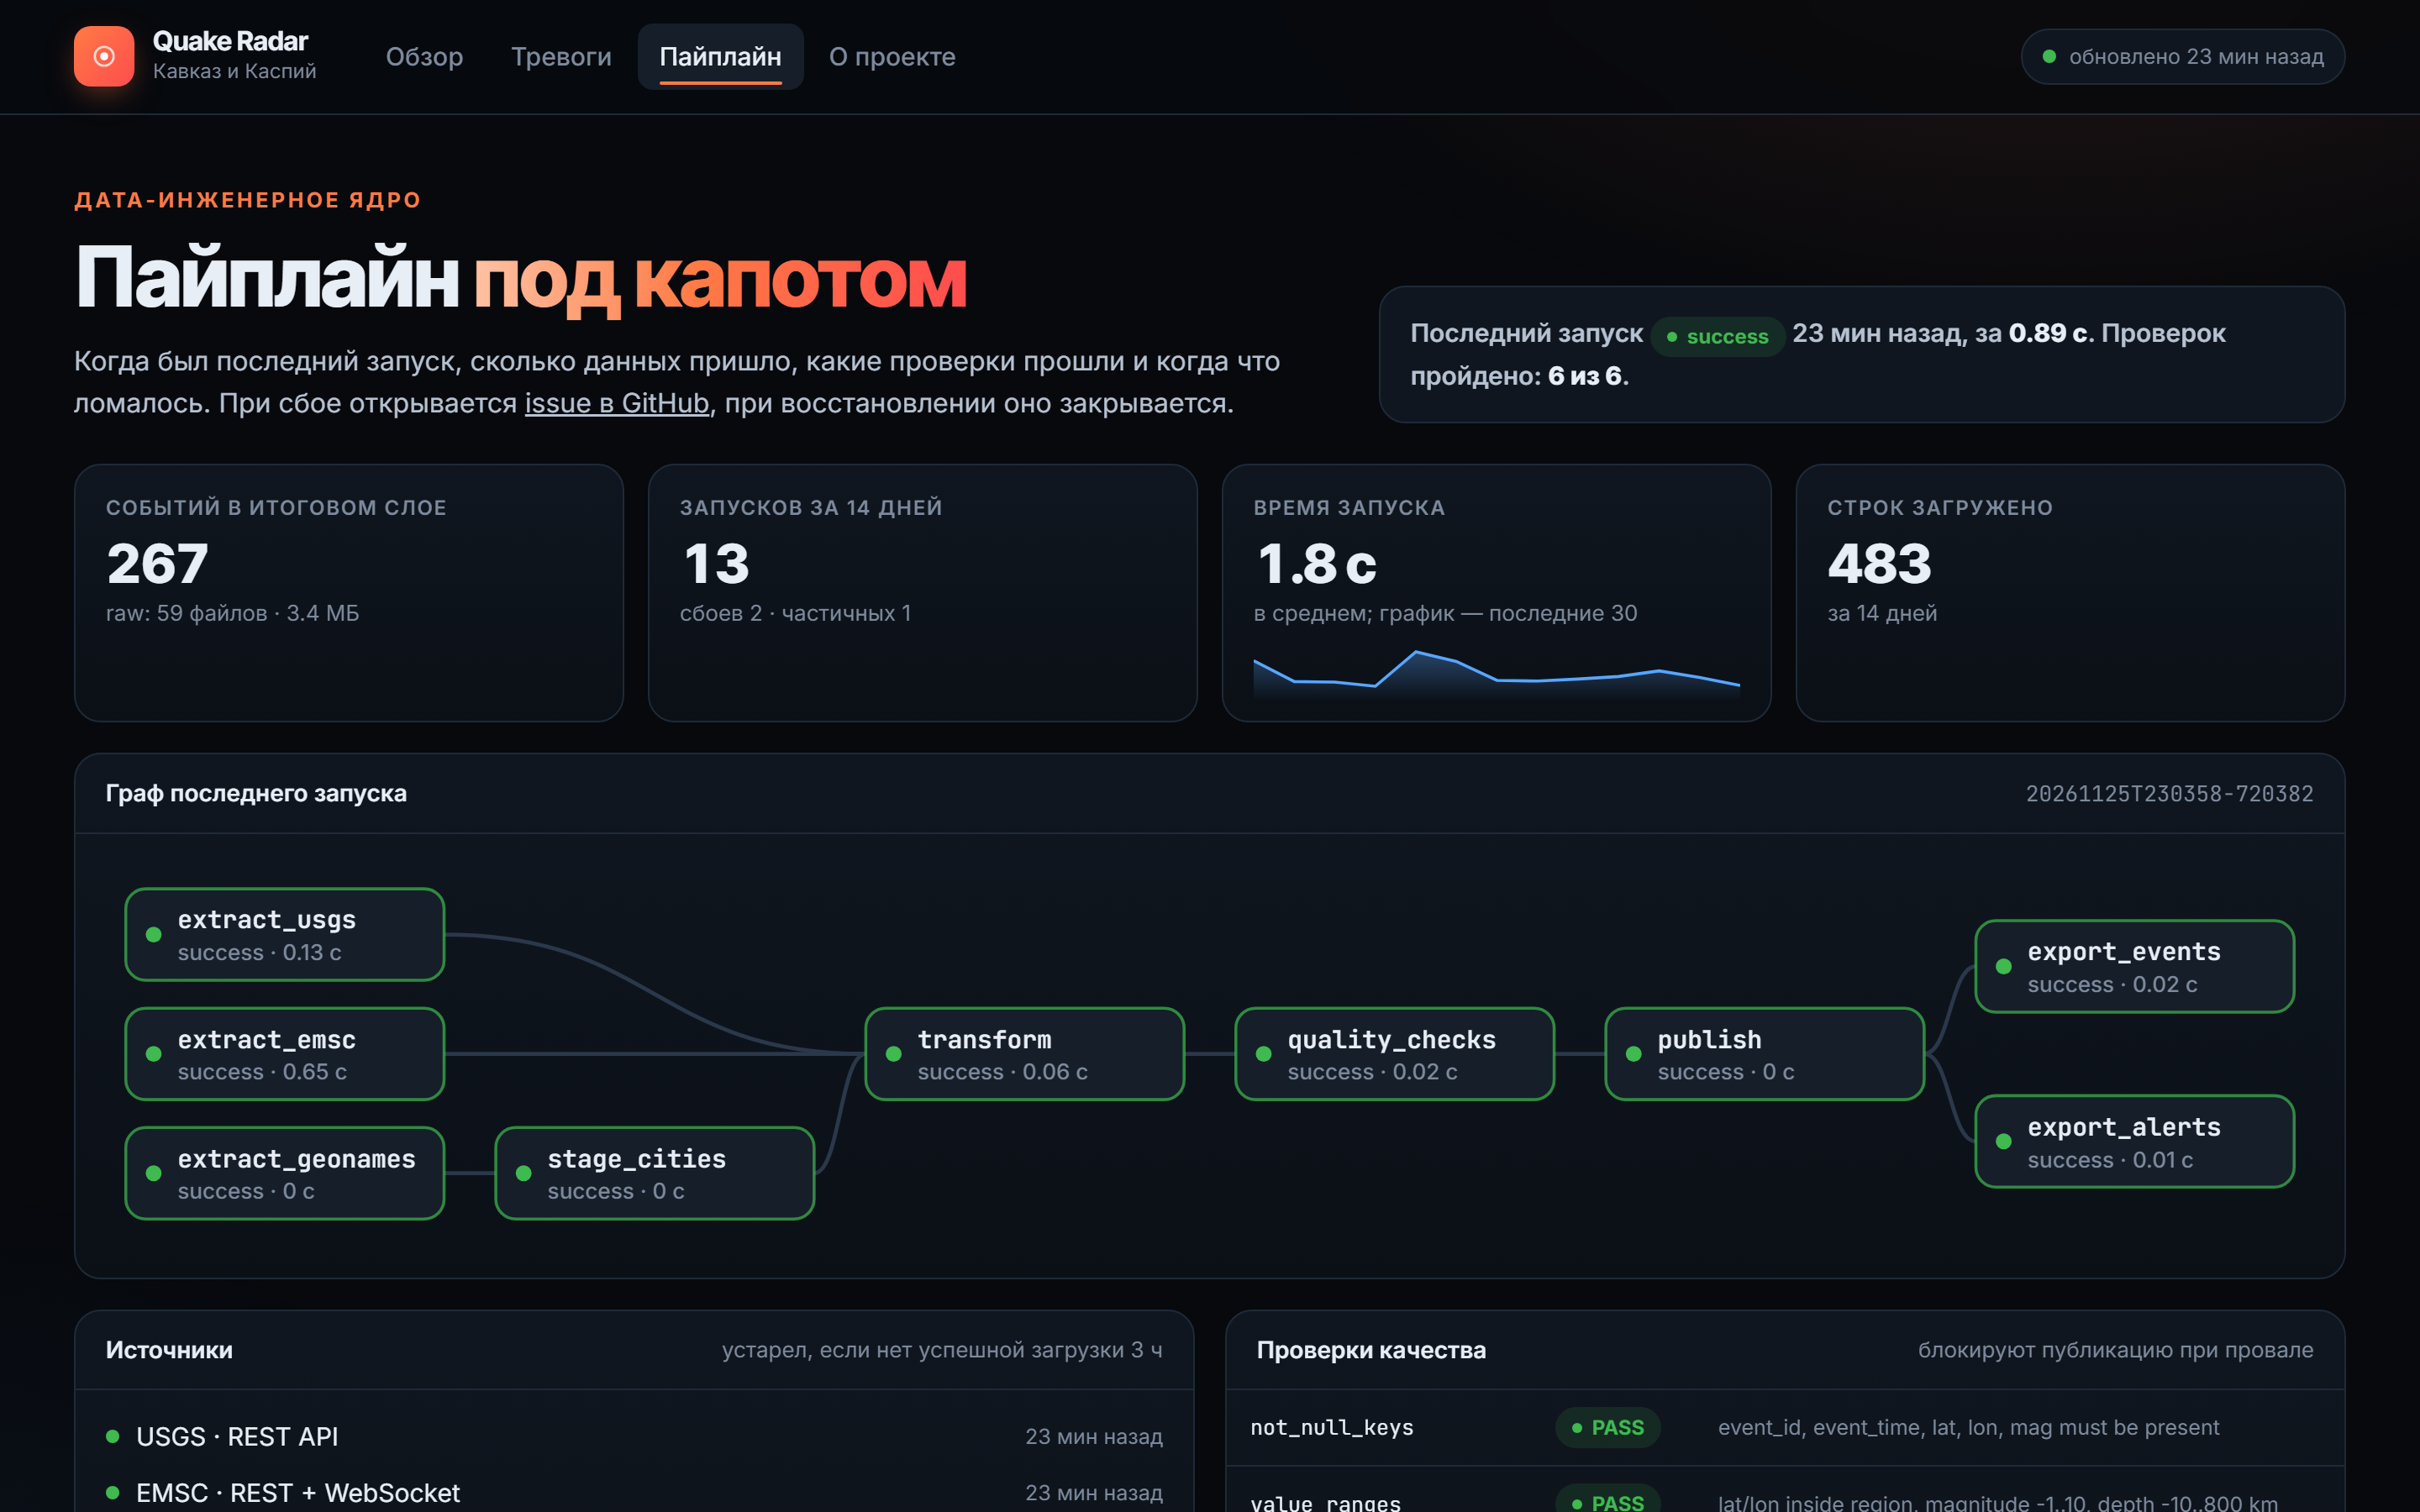 Quake Radar
Кавказ и Каспий
Обзор
Тревоги
Пайплайн
О проекте
обновлено 23 мин назад
ДАТА-ИНЖЕНЕРНОЕ ЯДРО
Пайплайн под капотом
Когда был последний запуск, сколько данных пришло, какие проверки прошли и когда что
ломалось. При сбое открывается issue в GitHub, при восстановлении оно закрывается.
Последний запуск success 23 мин назад, за 0.89 с. Проверок
пройдено: 6 из 6.
СОБЫТИЙ В ИТОГОВОМ СЛОЕ
267
raw: 59 файлов · 3.4 МБ
ЗАПУСКОВ ЗА 14 ДНЕЙ
13
сбоев 2 · частичных 1
ВРЕМЯ ЗАПУСКА
1.8 с
в среднем; график — последние 30
СТРОК ЗАГРУЖЕНО
483
за 14 дней
Граф последнего запуска
20261125T230358-720382
extract_usgs
success · 0.13 с
extract_emsc
success · 0.65 с
extract_geonames
success · 0 с
stage_cities
success · 0 с
transform
success · 0.06 с
quality_checks
success · 0.02 с
publish
success · 0 с
export_events
success · 0.02 с
export_alerts
success · 0.01 с
Источники
устарел, если нет успешной загрузки 3 ч
USGS · REST API
23 мин назад
EMSC · REST + WebSocket
23 мин назад
Проверки качества
блокируют публикацию при провале
not_null_keys
PASS
event_id, event_time, lat, lon, mag must be present
value_ranges
PASS
lat/lon inside region, magnitude -1..10, depth -10..800 km